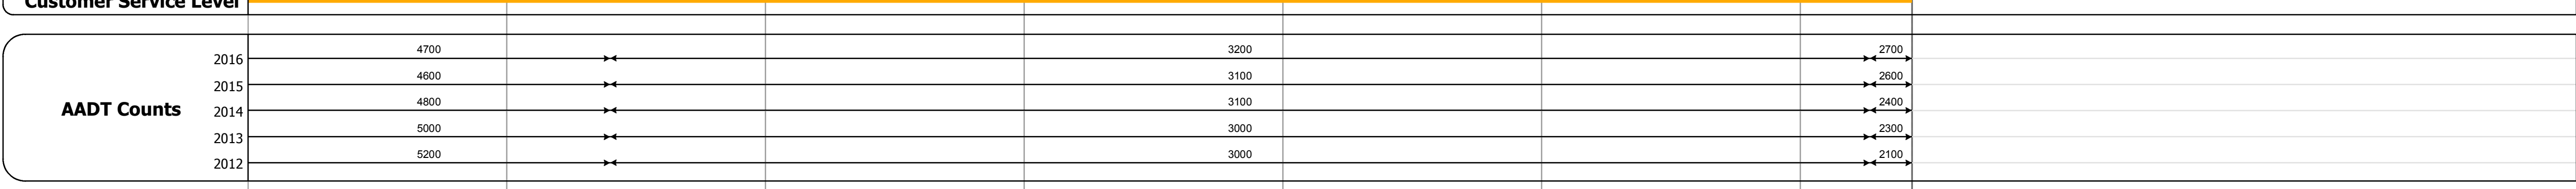 Customer Service Level
2016 4700 3200 2700
2015 4600 3100 2600
AADT Counts 2014 4800 3100 2400
2013 5000 3000 2300
2012 5200 3000 2100